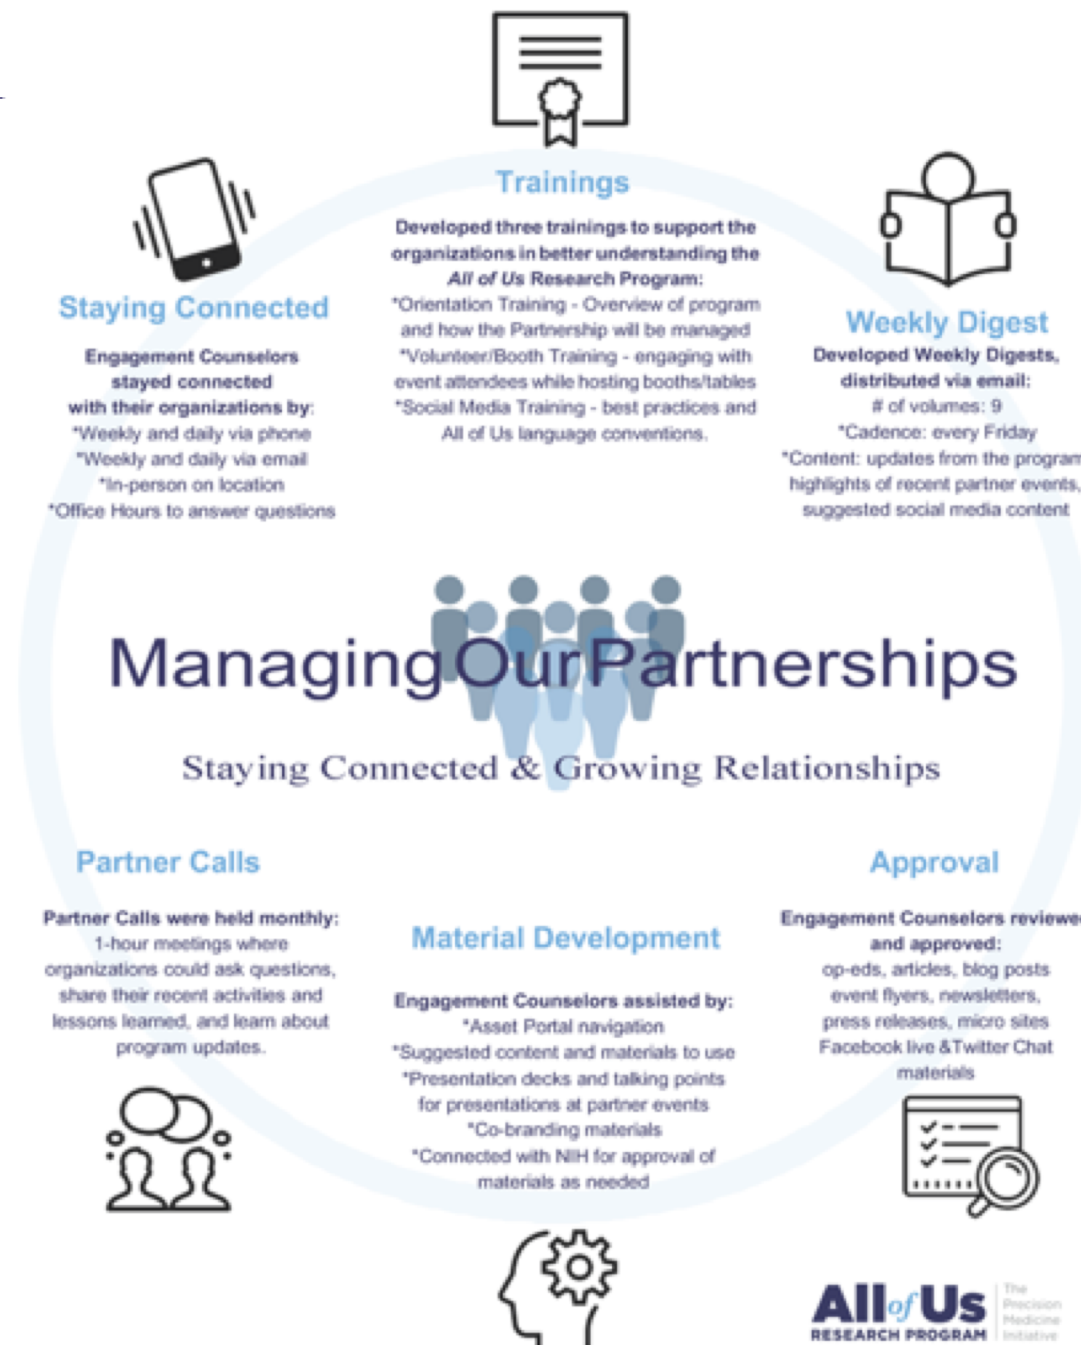 Trainings
Developed three trainings to support the
organizations in better understanding the
All of Us Research Program:
*Orientation Training - Overview of program
and how the Partnership will be managed
*Volunteer/Booth Training - engaging with
event attendees while hosting booths/tables
*Social Media Training - best practices and
All of Us language conventions.
Staying Connected
Engagement Counselors
stayed connected
with their organizations by:
*Weekly and daily via phone
*Weekly and daily via email
*In-person on location
*Office Hours to answer questions
Weekly Digest
Developed Weekly Digests,
distributed via email:
# of volumes: 9
*Cadence: every Friday
*Content: updates from the program
highlights of recent partner events,
suggested social media content
ManagingOurPartnerships
Staying Connected & Growing Relationships
Partner Calls
Partner Calls were held monthly:
1-hour meetings where
organizations could ask questions,
share their recent activities and
lessons learned, and learn about
program updates.
Material Development
Engagement Counselors assisted by:
*Asset Portal navigation
*Suggested content and materials to use
*Presentation decks and talking points
for presentations at partner events
*Co-branding materials
*Connected with NIH for approval of
materials as needed
Approval
Engagement Counselors reviewe
and approved:
op-eds, articles, blog posts
event flyers, newsletters,
press releases, micro sites
Facebook live &Twitter Chat
materials
All of Us
RESEARCH PROGRAM
The
Precision
Medicine
Initiative